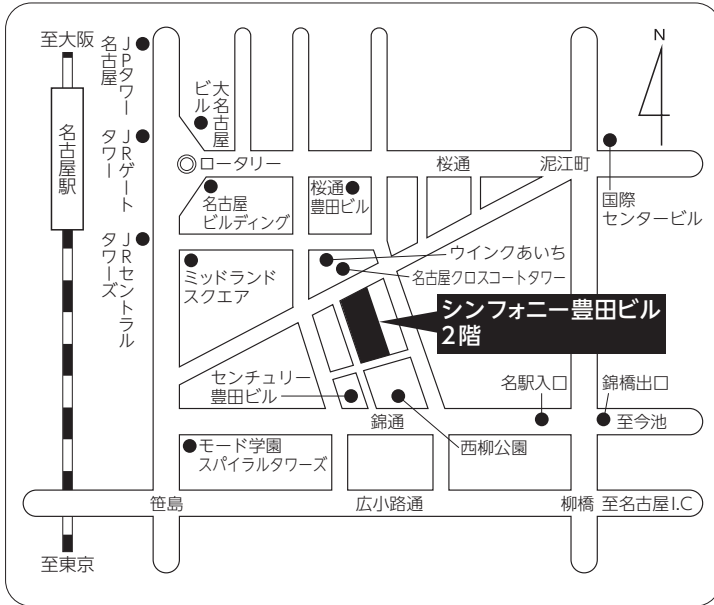 至大阪
JPタワー
名古屋
大名古屋
ビル
N
名古屋駅
JRゲート
タワー
ロータリー
桜通
泥江町
名古屋
ビルディング
桜通
豊田ビル
国際
センタービル
JRセントラル
タワーズ
ミッドランド
スクエア
ウインクあいち
名古屋クロスコートタワー
シンフォニー豊田ビル
2階
センチュリー
豊田ビル
名駅入口
錦橋出口
錦通
至今池
モード学園
スパイラルタワーズ
西柳公園
笹島
広小路通
柳橋
至名古屋I.C
至東京